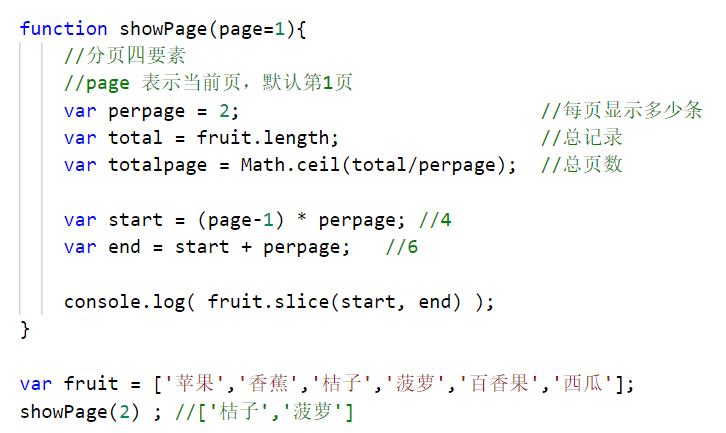 function showPage(page=1){
//分页四要素
//page 表示当前页，默认第1页
var perpage = 2; //每页显示多少条
var total = fruit.length; //总记录
var totalpage = Math.ceil(total/perpage); //总页数
var start = (page-1) * perpage; //4
var end = start + perpage; //6
console.log( fruit.slice(start, end) );
}
var fruit = ['苹果','香蕉','桔子','菠萝','百香果','西瓜'];
showPage(2) ; //['桔子','菠萝']